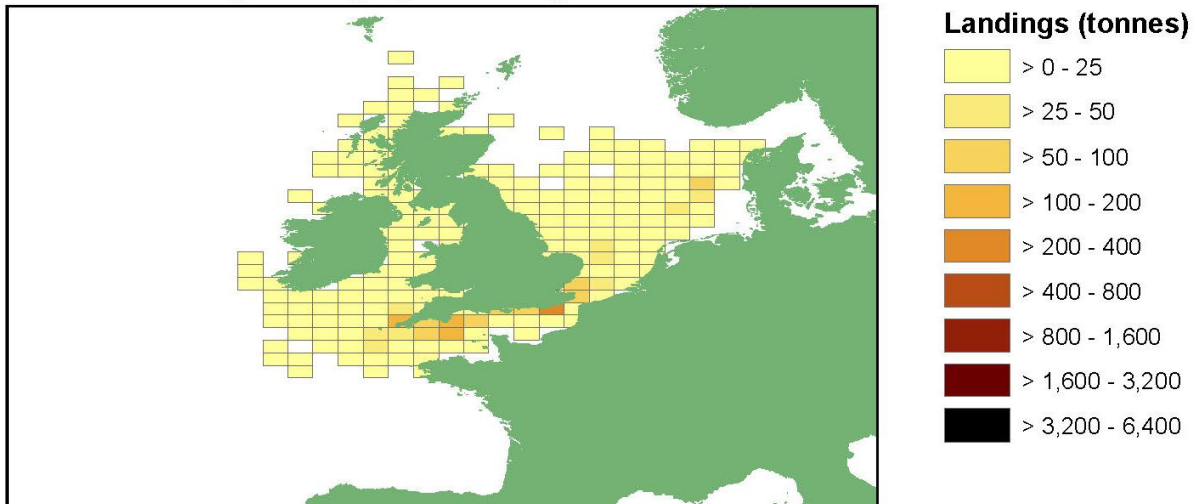 Landings (tonnes)
> 0 - 25
> 25 - 50
> 50 - 100
> 100 - 200
> 200 - 400
> 400 - 800
> 800 - 1,600
> 1,600 - 3,200
> 3,200 - 6,400